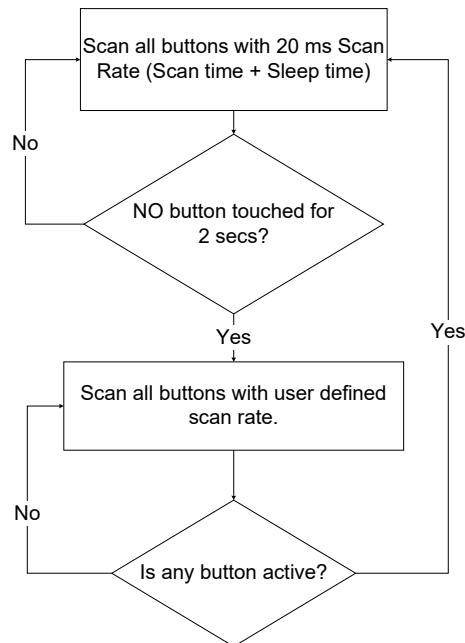 Scan all buttons with 20 ms Scan
Rate (Scan time + Sleep time)
No
NO button touched for
2 secs?
Yes
Yes
Scan all buttons with user defined
scan rate.
No
Is any button active?